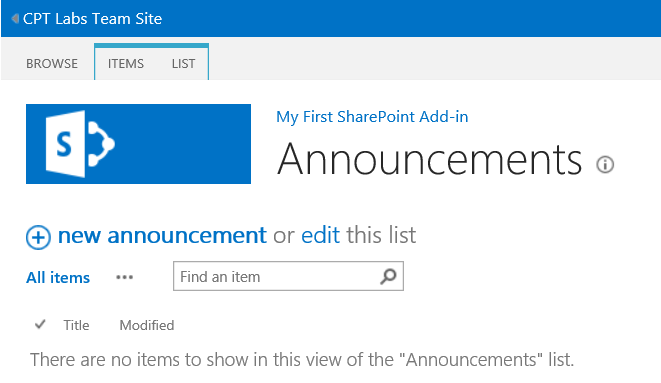 CPT Labs Team Site
BROWSE ITEMS LIST
My First SharePoint Add-in
S
Announcements
new announcement or edit this list
All items ••• Find an item
Title Modified
There are no items to show in this view of the "Announcements" list.